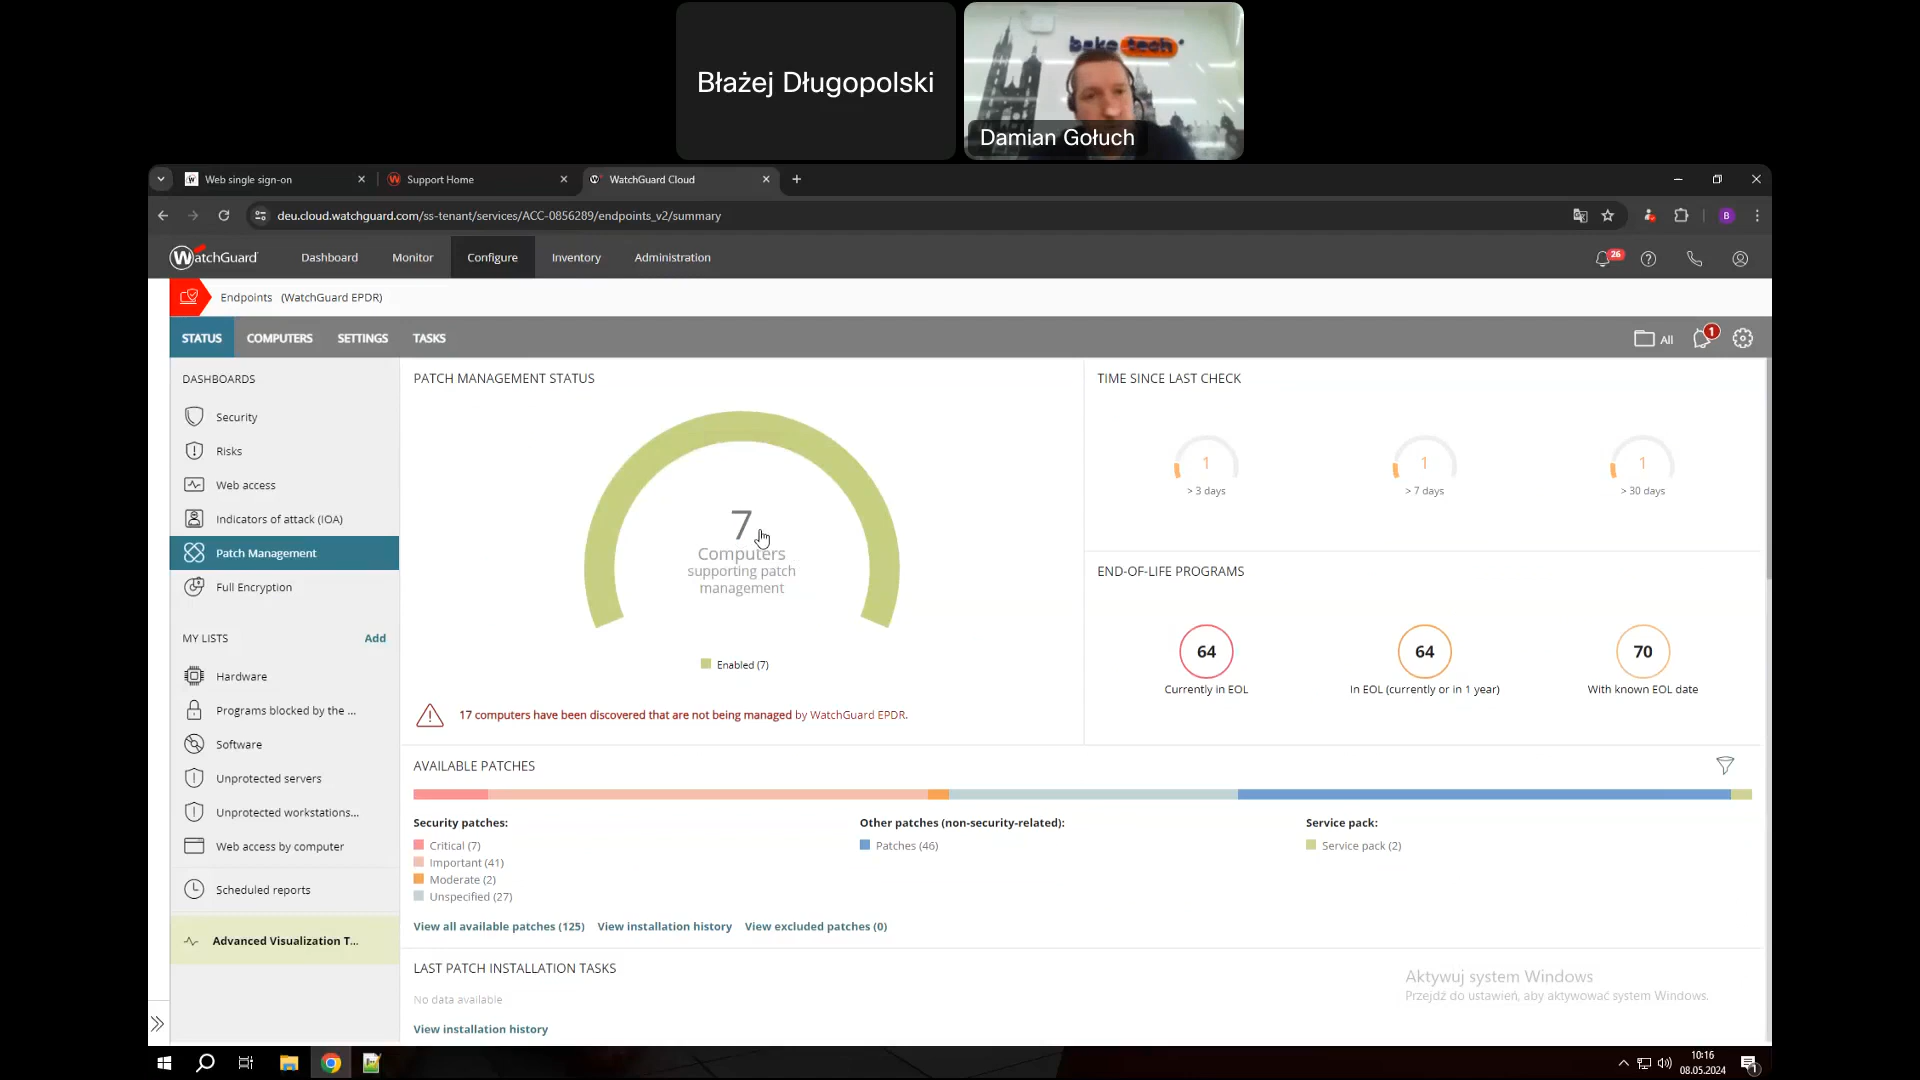 Błażej Długopolski
bakotech
Damian Gołuch
Web single sign-on
Support Home
WatchGuard Cloud
deu.cloud.watchguard.com/ss-tenant/services/ACC-0856289/endpoints_v2/summary
B
WatchGuard
Dashboard
Monitor
Configure
Inventory
Administration
26
Endpoints (WatchGuard EPDR)
STATUS
COMPUTERS
SETTINGS
TASKS
All
1
DASHBOARDS
Security
Risks
Web access
Indicators of attack (IOA)
Patch Management
Full Encryption
MY LISTS
Add
Hardware
Programs blocked by the ...
Software
Unprotected servers
Unprotected workstations...
Web access by computer
Scheduled reports
Advanced Visualization T...
PATCH MANAGEMENT STATUS
7
Computers
supporting patch
management
Enabled (7)
17 computers have been discovered that are not being managed by WatchGuard EPDR.
TIME SINCE LAST CHECK
1
> 3 days
1
> 7 days
1
> 30 days
END-OF-LIFE PROGRAMS
64
Currently in EOL
64
In EOL (currently or in 1 year)
70
With known EOL date
AVAILABLE PATCHES
Security patches:
Critical (7)
Important (41)
Moderate (2)
Unspecified (27)
Other patches (non-security-related):
Patches (46)
Service pack:
Service pack (2)
View all available patches (125)
View installation history
View excluded patches (0)
LAST PATCH INSTALLATION TASKS
No data available
View installation history
Aktywuj system Windows
Przejdź do ustawień, aby aktywować system Windows.
10:16
08.05.2024
1